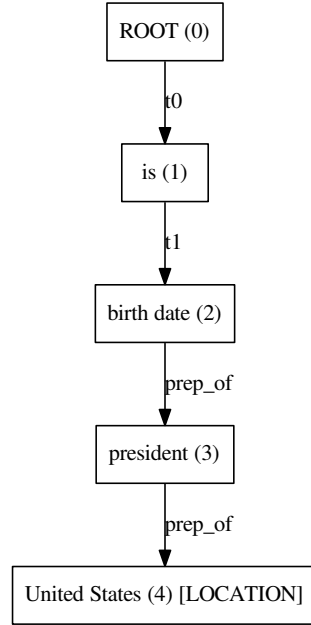 ROOT (0)
t0
is (1)
t1
birth date (2)
prep_of
president (3)
prep_of
United States (4) [LOCATION]